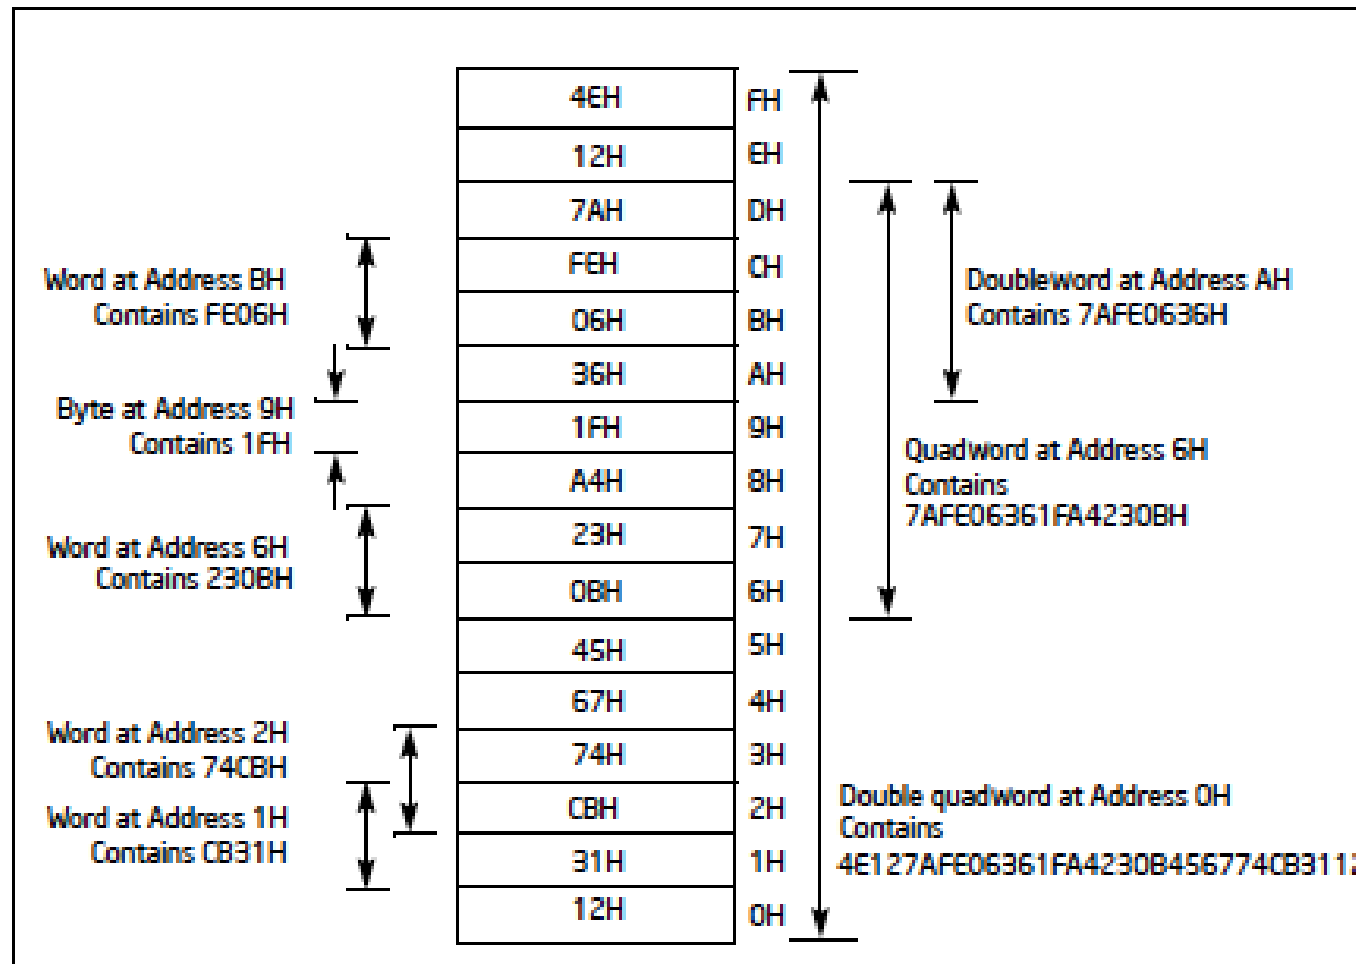 4EH FH
12H EH
7AH DH
FEH CH
06H BH
36H AH
1FH 9H
A4H 8H
23H 7H
0BH 6H
45H 5H
67H 4H
74H 3H
CBH 2H
31H 1H
12H 0H
Word at Address BH
Contains FE06H
Byte at Address 9H
Contains 1FH
Word at Address 6H
Contains 230BH
Word at Address 2H
Contains 74CBH
Word at Address 1H
Contains CB31H
Doubleword at Address AH
Contains 7AFE0636H
Quadword at Address 6H
Contains
7AFE06361FA4230BH
Double quadword at Address 0H
Contains
4E127AFE06361FA4230B456774CB3112